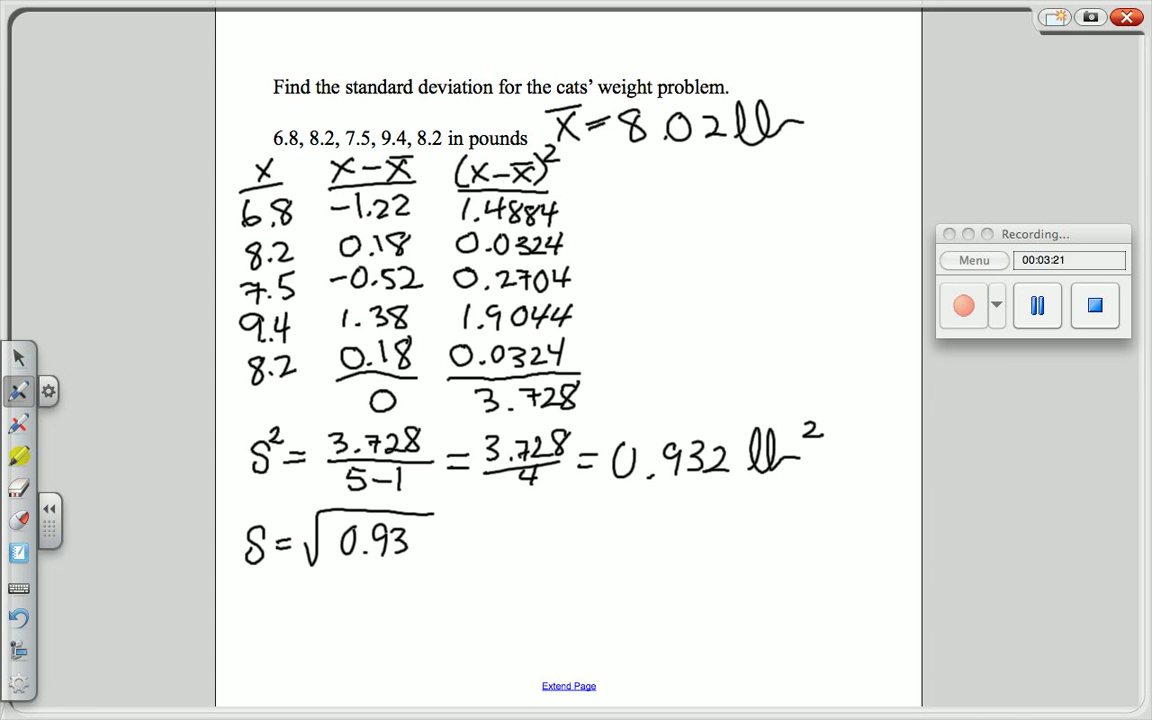 Find the standard deviation for the cats' weight problem.
6.8, 8.2, 7.5, 9.4, 8.2 in pounds x̄ = 8.02 lb
x x-x̄ (x-x̄)²
6.8 -1.22 1.4884
8.2 0.18 0.0324
7.5 -0.52 0.2704
9.4 1.38 1.9044
8.2 0.18 0.0324
0 3.728
s² = 3.728/5-1 = 3.728/4 = 0.932 lb²
s = √0.93
Extend Page
Recording...
Menu 00:03:21